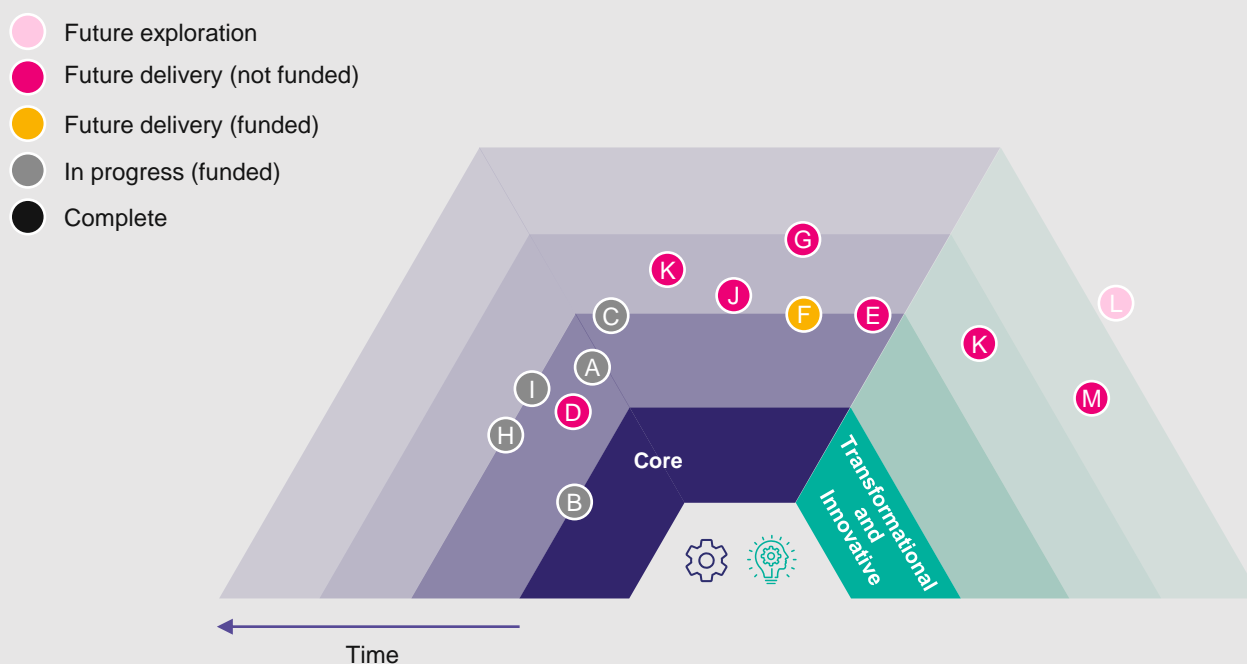 Future exploration
Future delivery (not funded)
Future delivery (funded)
In progress (funded)
Complete
G
K
J
C
F
E
L
K
A
I
D
M
H
B
Core
Transformational
and
Innovative
Time